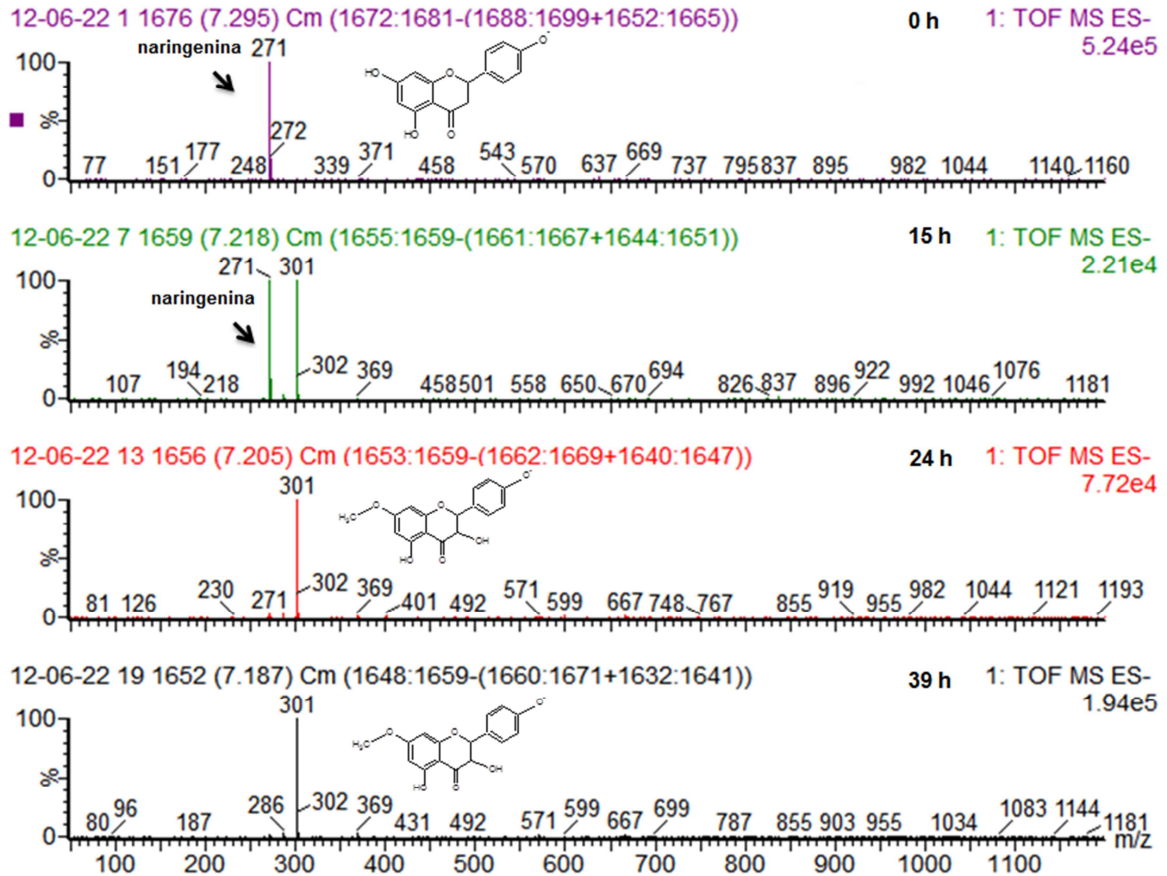 12-06-22 1 1676 (7.295) Cm (1672:1681-(1688:1699+1652:1665)) 0 h 1: TOF MS ES-
5.24e5
naringenina 271
100
%
0
272
77 151 177 248 339 371 458 543 570 637 669 737 795 837 895 982 1044 1140 1160
HO O O- HO O
12-06-22 7 1659 (7.218) Cm (1655:1659-(1661:1667+1644:1651)) 15 h 1: TOF MS ES-
2.21e4
271 301
100
naringenina
%
0
107 194 218 302 369 458 501 558 650 670 694 826 837 896 922 992 1046 1076 1181
12-06-22 13 1656 (7.205) Cm (1653:1659-(1662:1669+1640:1647)) 24 h 1: TOF MS ES-
7.72e4
301
100
%
0
81 126 230 271 302 369 401 492 571 599 667 748 767 855 919 955 982 1044 1121 1193
H3C O O O- OH HO O
12-06-22 19 1652 (7.187) Cm (1648:1659-(1660:1671+1632:1641)) 39 h 1: TOF MS ES-
1.94e5
301
100
%
0
80 96 187 286 302 369 431 492 571 599 667 699 787 855 903 955 1034 1083 1144 1181
H3C O O O- OH HO O
m/z
100 200 300 400 500 600 700 800 900 1000 1100